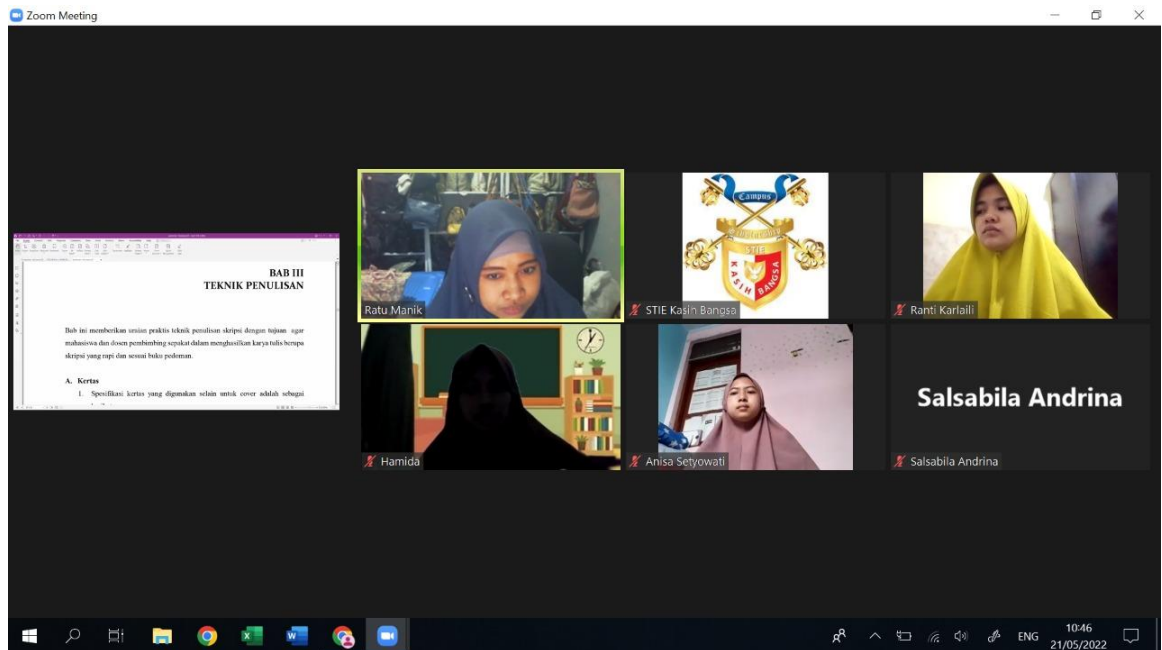 Zoom Meeting
BAB III
TEKNIK PENULISAN
Bab ini memberikan uraian praktis teknik penulisan skripsi dengan tujuan agar
mahasiswa dan dosen pembimbing sepakat dalam menghasilkan karya tulis berupa
skripsi yang rapi dan sesuai buku pedoman.
A. Kertas
1. Spesifikasi kertas yang digunakan selain untuk cover adalah sebagai
Ratu Manik
Campus
STIE
KASIH BANGSA
STIE Kasih Bangsa
Ranti Karlaili
Hamida
Anisa Setyowati
Salsabila Andrina
Salsabila Andrina
ENG
10:46
21/05/2022